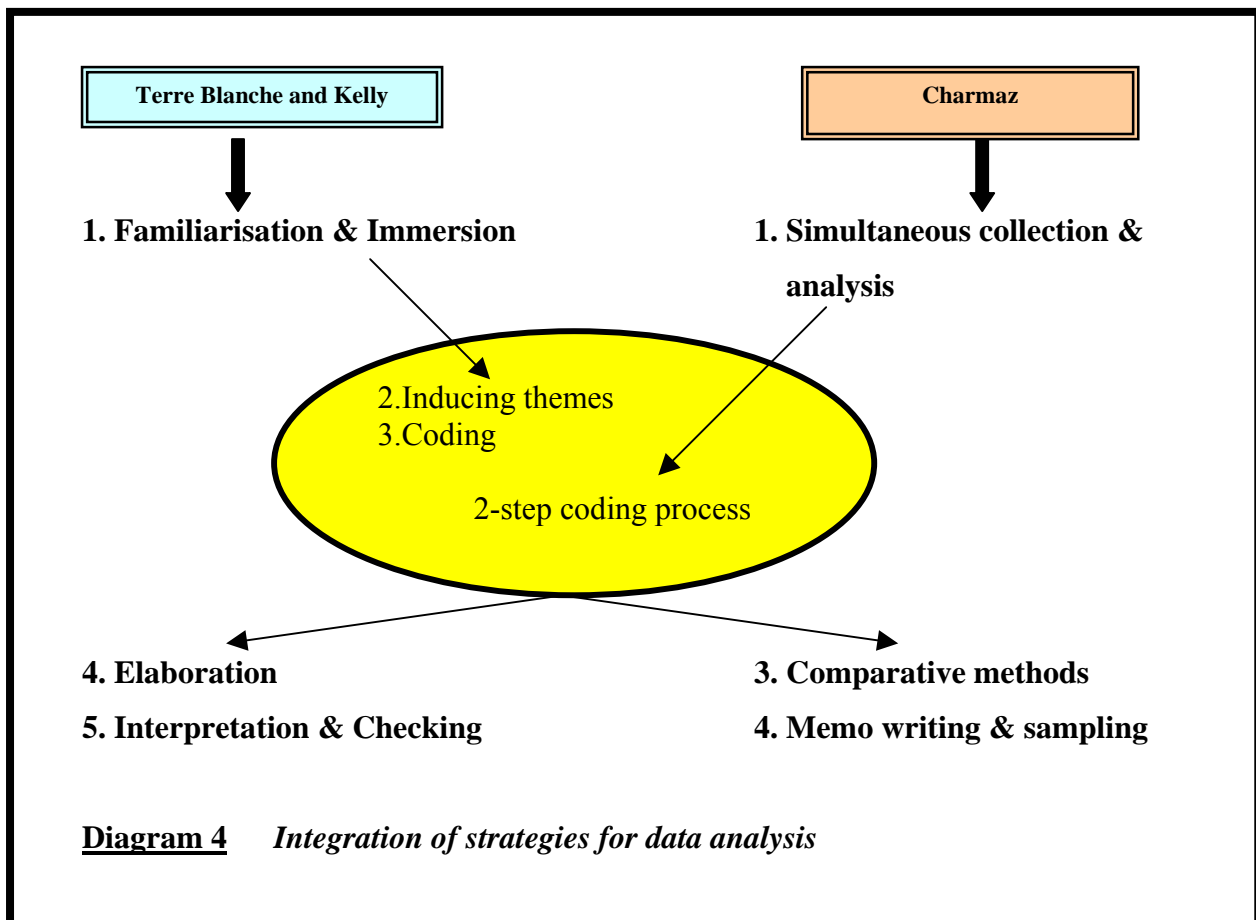 Terre Blanche and Kelly
Charmaz
1. Familiarisation & Immersion
1. Simultaneous collection &
analysis
2.Inducing themes
3.Coding
2-step coding process
4. Elaboration
5. Interpretation & Checking
3. Comparative methods
4. Memo writing & sampling
Diagram 4 Integration of strategies for data analysis